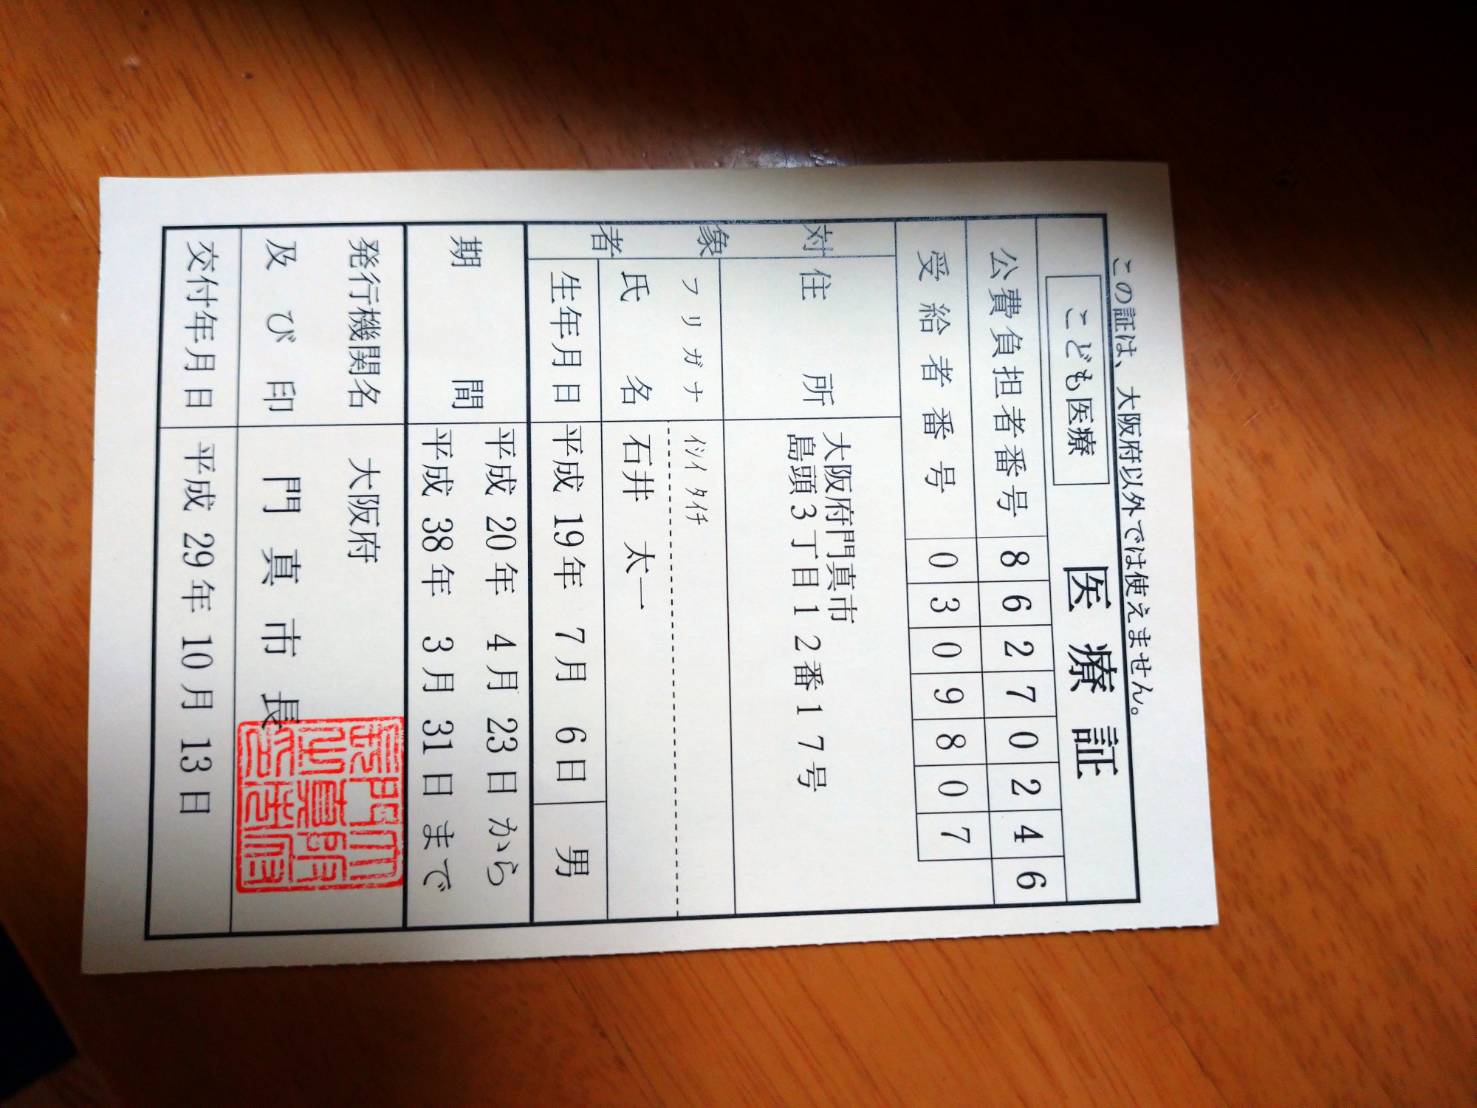 この証は、大阪府以外では使えません。
こども医療 医療証
公費負担者番号 86270246
受給者番号 0309807
対象者
住所 大阪府門真市
島頭3丁目12番17号
フリガナ ｲｼｲ ﾀｲﾁ
氏名 石井 太一
生年月日 平成 19年 7月 6日 男
期間 平成 20年 4月 23日 から
平成 38年 3月 31日 まで
発行機関名 大阪府
及び印 門真市長
交付年月日 平成 29年 10月 13日